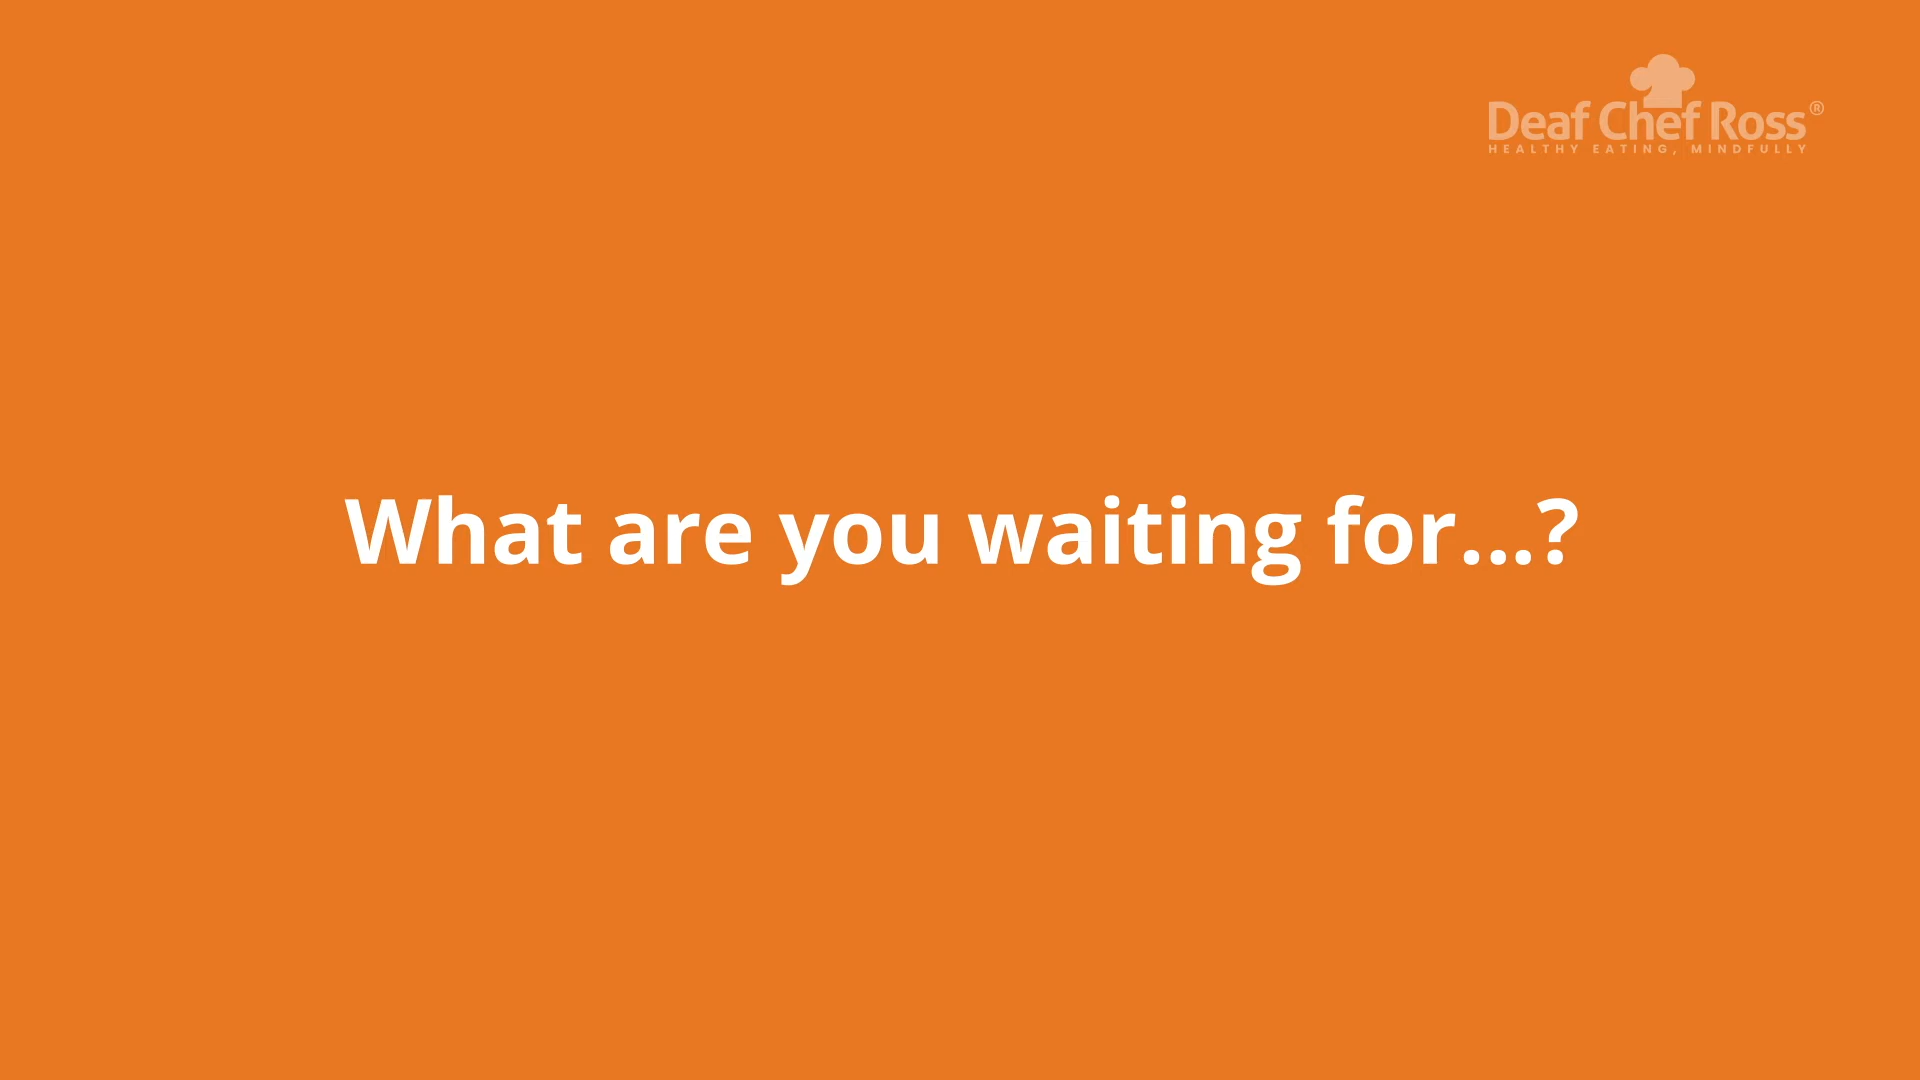 Deaf Chef Ross®
HEALTHY EATING, MINDFULLY
What are you waiting for...?